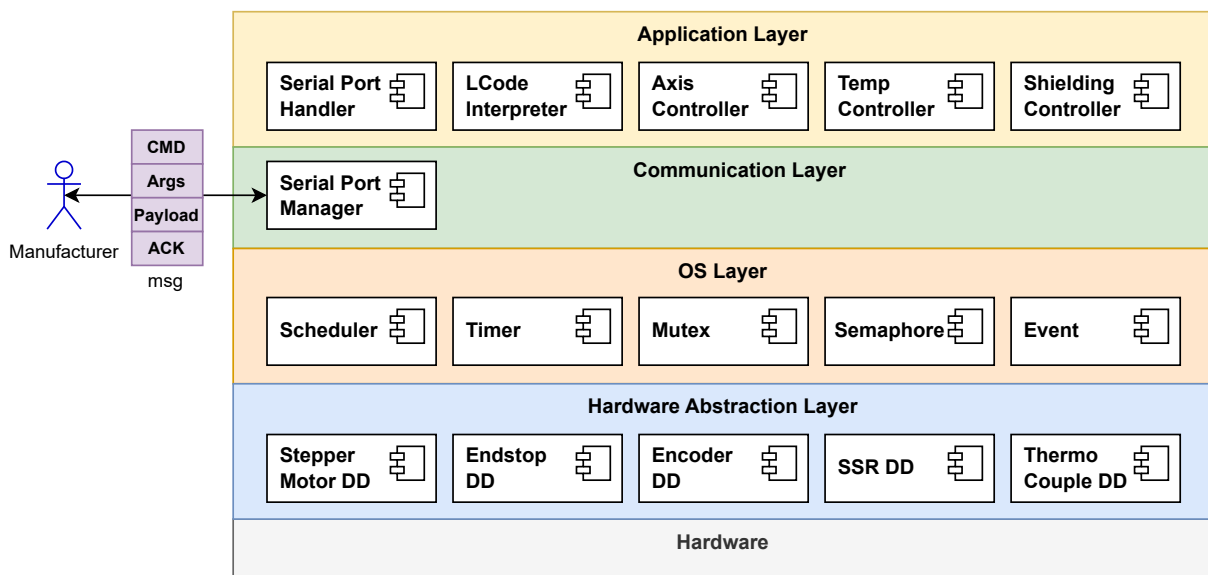 Application Layer
Serial Port
Handler
LCode
Interpreter
Axis
Controller
Temp
Controller
Shielding
Controller
CMD
Args
Payload
ACK
msg
Manufacturer
Communication Layer
Serial Port
Manager
OS Layer
Scheduler
Timer
Mutex
Semaphore
Event
Hardware Abstraction Layer
Stepper
Motor DD
Endstop
DD
Encoder
DD
SSR DD
Thermo
Couple DD
Hardware